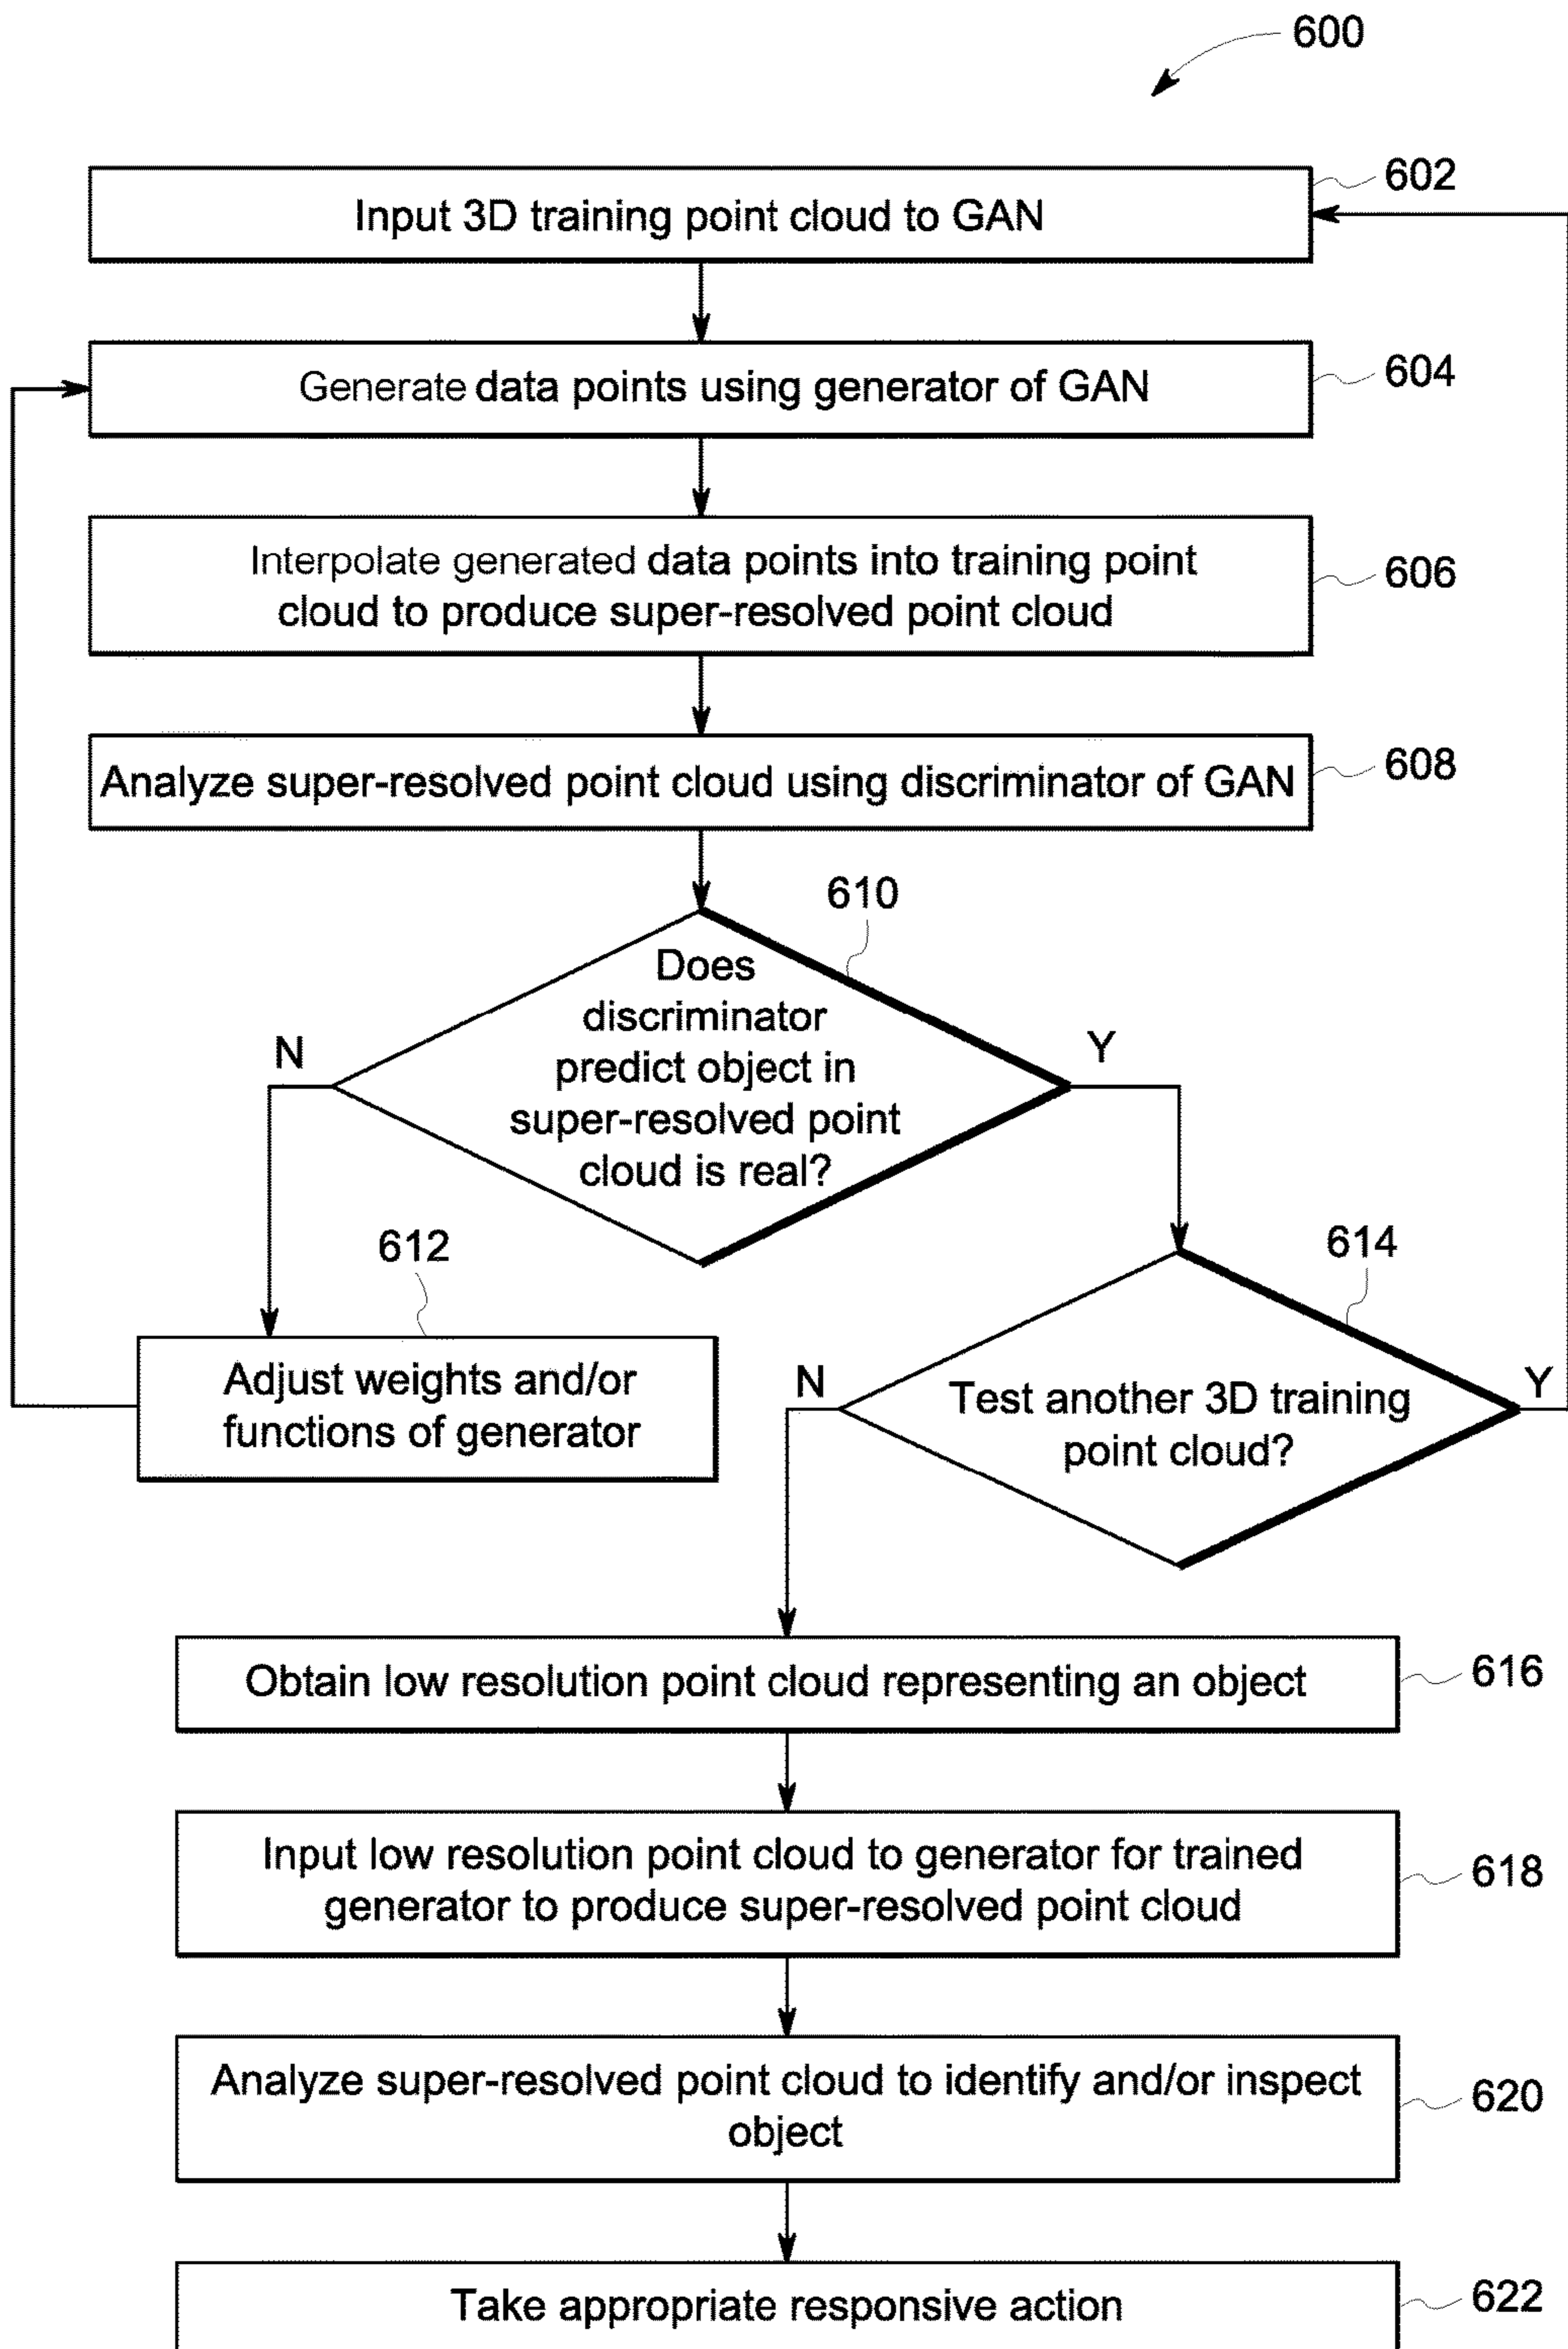 600
602
Input 3D training point cloud to GAN
604
Generate data points using generator of GAN
606
Interpolate generated data points into training point
cloud to produce super-resolved point cloud
608
Analyze super-resolved point cloud using discriminator of GAN
610
Does
discriminator
predict object in
super-resolved point
cloud is real?
N
Y
612
Adjust weights and/or
functions of generator
614
Test another 3D training
point cloud?
N
Y
616
Obtain low resolution point cloud representing an object
618
Input low resolution point cloud to generator for trained
generator to produce super-resolved point cloud
620
Analyze super-resolved point cloud to identify and/or inspect
object
622
Take appropriate responsive action